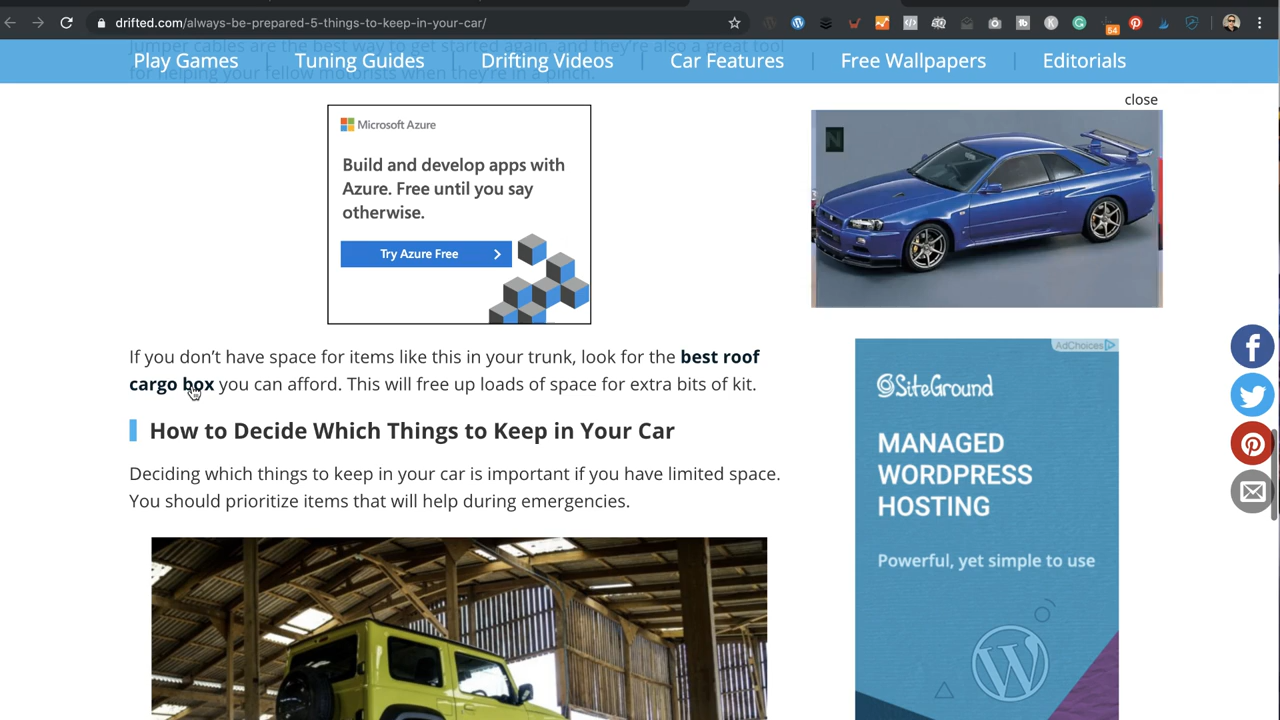 drifted.com/always-be-prepared-5-things-to-keep-in-your-car/
54
jumper cables are the best way to get started again, and they're also a great tool
for helping your fellow motorists when they're in a pinch.
Play Games
Tuning Guides
Drifting Videos
Car Features
Free Wallpapers
Editorials
close
Microsoft Azure
Build and develop apps with
Azure. Free until you say
otherwise.
Try Azure Free
N
If you don't have space for items like this in your trunk, look for the best roof
cargo box you can afford. This will free up loads of space for extra bits of kit.
AdChoices
SiteGround
MANAGED
WORDPRESS
HOSTING
Powerful, yet simple to use
How to Decide Which Things to Keep in Your Car
Deciding which things to keep in your car is important if you have limited space.
You should prioritize items that will help during emergencies.